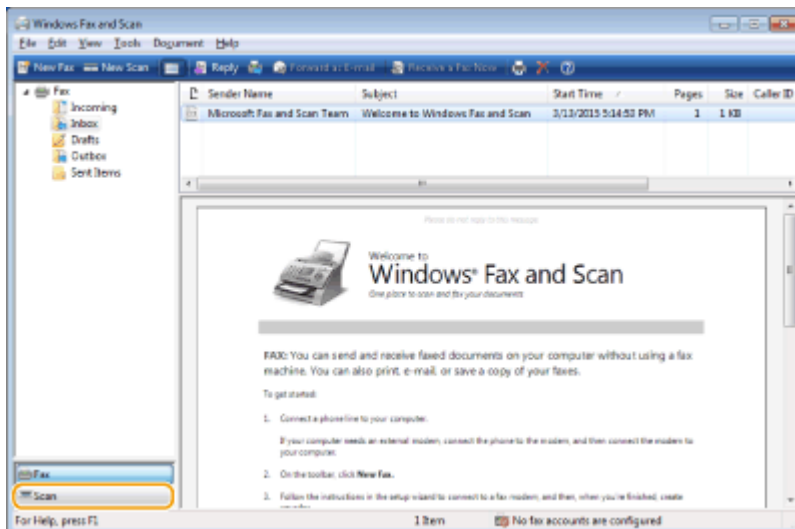 Windows Fax and Scan
File Edit View Tools Document Help
New Fax New Scan Reply Forward as E-mail Receive a Fax Now
Fax
Incoming
Inbox
Drafts
Outbox
Sent Items
Sender Name Subject Start Time Pages Size Caller ID
Microsoft Fax and Scan Team Welcome to Windows Fax and Scan 3/13/2015 5:14:53 PM 1 1 KB
Please do not reply to this message
Welcome to
Windows® Fax and Scan
One place to scan and fax your documents
FAX: You can send and receive faxed documents on your computer without using a fax
machine. You can also print, e-mail, or save a copy of your faxes.
To get started:
1. Connect a phone line to your computer.
If your computer needs an external modem, connect the phone to the modem, and then connect the modem to
your computer.
2. On the toolbar, click New Fax.
3. Follow the instructions in the setup wizard to connect to a fax modem, and then, when you're finished, create
Fax
Scan
For Help, press F1 1 Item No fax accounts are configured